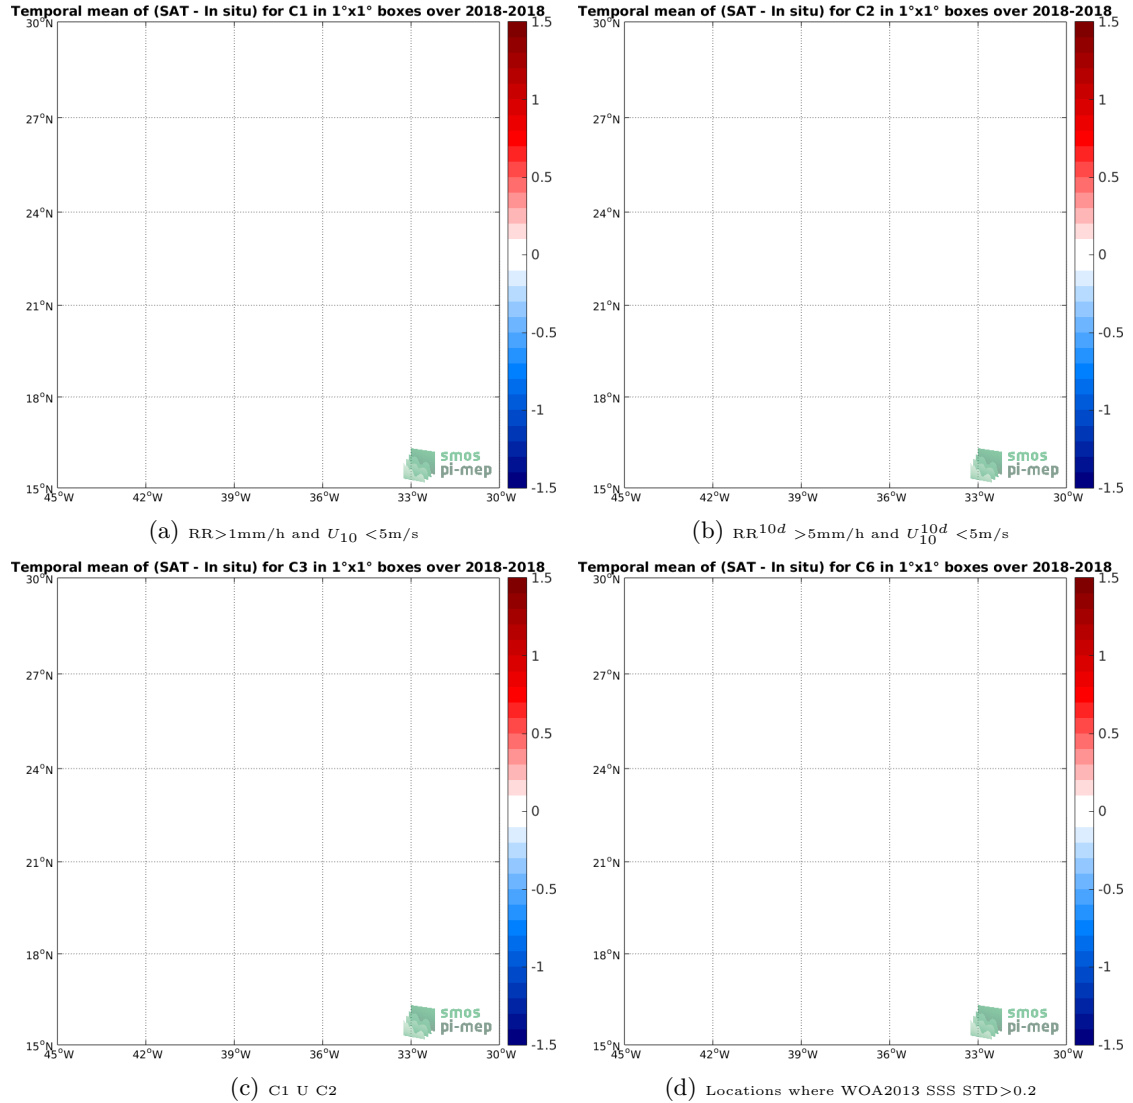 Temporal mean of (SAT - In situ) for C1 in 1°x1° boxes over 2018-2018
30°N
27°N
24°N
21°N
18°N
15°N
45°W 42°W 39°W 36°W 33°W 30°W
1.5
1
0.5
0
-0.5
-1
-1.5
smos
pi-mep
(a) RR>1mm/h and U10 <5m/s
Temporal mean of (SAT - In situ) for C2 in 1°x1° boxes over 2018-2018
30°N
27°N
24°N
21°N
18°N
15°N
45°W 42°W 39°W 36°W 33°W 30°W
1.5
1
0.5
0
-0.5
-1
-1.5
smos
pi-mep
(b) RR10d >5mm/h and U10 10d <5m/s
Temporal mean of (SAT - In situ) for C3 in 1°x1° boxes over 2018-2018
30°N
27°N
24°N
21°N
18°N
15°N
45°W 42°W 39°W 36°W 33°W 30°W
1.5
1
0.5
0
-0.5
-1
-1.5
smos
pi-mep
(c) C1 U C2
Temporal mean of (SAT - In situ) for C6 in 1°x1° boxes over 2018-2018
30°N
27°N
24°N
21°N
18°N
15°N
45°W 42°W 39°W 36°W 33°W 30°W
1.5
1
0.5
0
-0.5
-1
-1.5
smos
pi-mep
(d) Locations where WOA2013 SSS STD>0.2